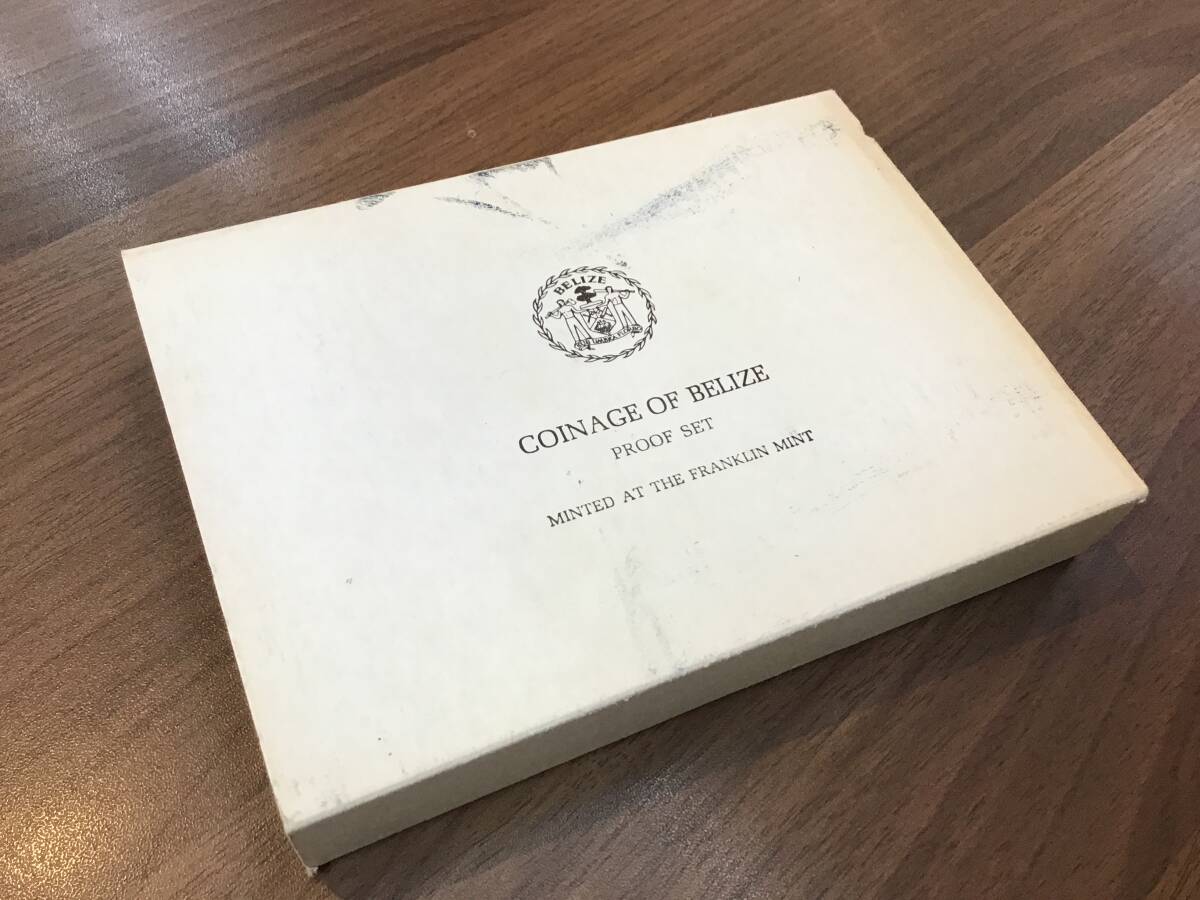 BELIZE
COINAGE OF BELIZE
PROOF SET
MINTED AT THE FRANKLIN MINT